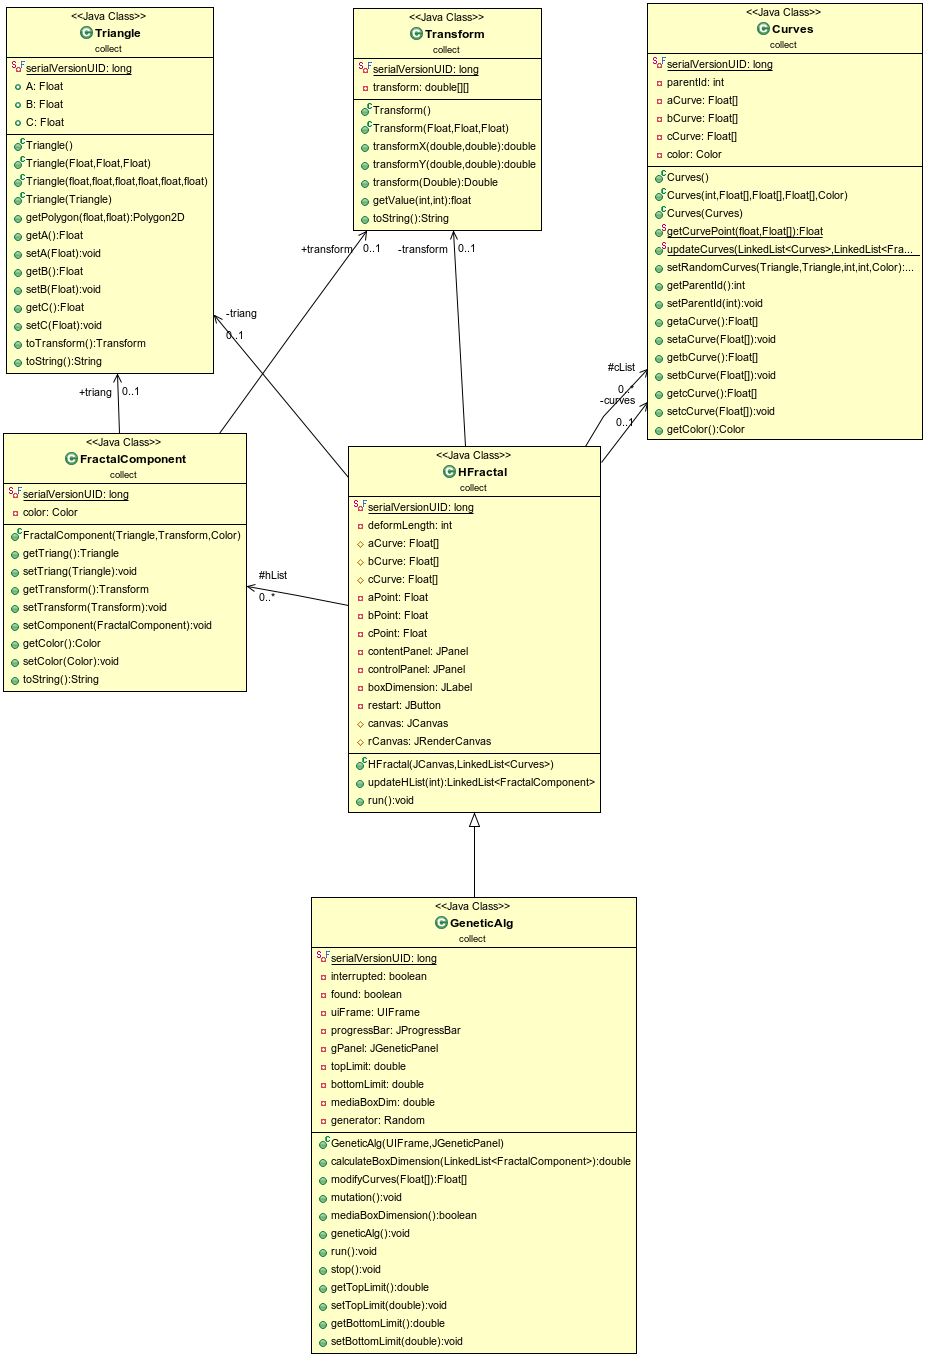 <<Java Class>>
Triangle
collect
serialVersionUID: long
A: Float
B: Float
C: Float
Triangle()
Triangle(Float,Float,Float)
Triangle(float,float,float,float,float,float)
Triangle(Triangle)
getPolygon(float,float):Polygon2D
getA():Float
setA(Float):void
getB():Float
setB(Float):void
getC():Float
setC(Float):void
toTransform():Transform
toString():String
<<Java Class>>
Transform
collect
serialVersionUID: long
transform: double[][]
Transform()
Transform(Float,Float,Float)
transformX(double,double):double
transformY(double,double):double
transform(Double):Double
getValue(int,int):float
toString():String
<<Java Class>>
Curves
collect
serialVersionUID: long
parentId: int
aCurve: Float[]
bCurve: Float[]
cCurve: Float[]
color: Color
Curves()
Curves(int,Float[],Float[],Float[],Color)
Curves(Curves)
getCurvePoint(float,Float[]):Float
updateCurves(LinkedList<Curves>,LinkedList<Fra...
setRandomCurves(Triangle,Triangle,int,int,Color):...
getParentId():int
setParentId(int):void
getaCurve():Float[]
setaCurve(Float[]):void
getbCurve():Float[]
setbCurve(Float[]):void
getcCurve():Float[]
setcCurve(Float[]):void
getColor():Color
+transform 0..1
-transform 0..1
-triang
0..1
+triang 0..1
#cList
0..*
-curves
0..1
#hList
0..*
<<Java Class>>
FractalComponent
collect
serialVersionUID: long
color: Color
FractalComponent(Triangle,Transform,Color)
getTriang():Triangle
setTriang(Triangle):void
getTransform():Transform
setTransform(Transform):void
setComponent(FractalComponent):void
getColor():Color
setColor(Color):void
toString():String
<<Java Class>>
HFractal
collect
serialVersionUID: long
deformLength: int
aCurve: Float[]
bCurve: Float[]
cCurve: Float[]
aPoint: Float
bPoint: Float
cPoint: Float
contentPanel: JPanel
controlPanel: JPanel
boxDimension: JLabel
restart: JButton
canvas: JCanvas
rCanvas: JRenderCanvas
HFractal(JCanvas,LinkedList<Curves>)
updateHList(int):LinkedList<FractalComponent>
run():void
<<Java Class>>
GeneticAlg
collect
serialVersionUID: long
interrupted: boolean
found: boolean
uiFrame: UIFrame
progressBar: JProgressBar
gPanel: JGeneticPanel
topLimit: double
bottomLimit: double
mediaBoxDim: double
generator: Random
GeneticAlg(UIFrame,JGeneticPanel)
calculateBoxDimension(LinkedList<FractalComponent>):double
modifyCurves(Float[]):Float[]
mutation():void
mediaBoxDimension():boolean
geneticAlg():void
run():void
stop():void
getTopLimit():double
setTopLimit(double):void
getBottomLimit():double
setBottomLimit(double):void